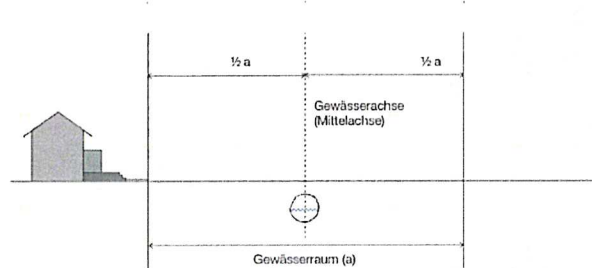 ½ a
½ a
Gewässerachse
(Mittelachse)
Gewässerraum (a)